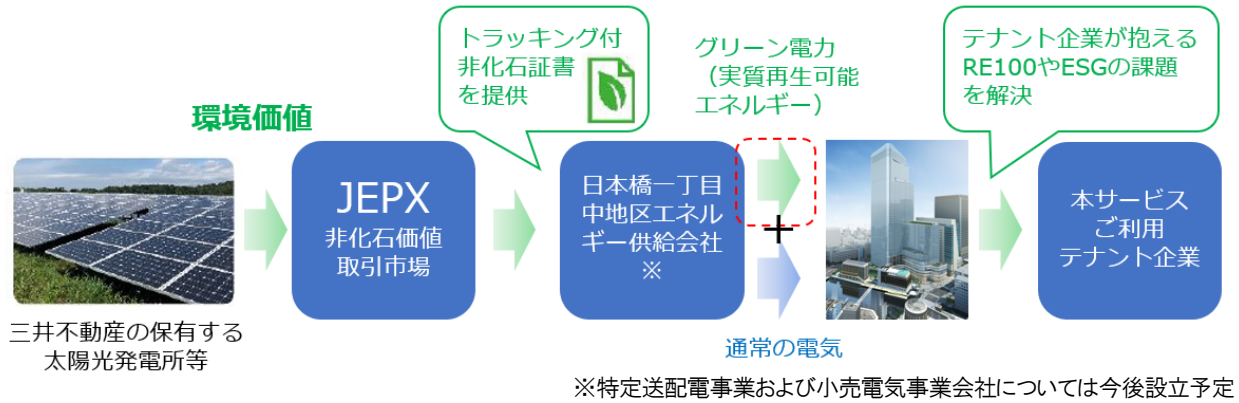 トラッキング付
非化石証書
を提供
グリーン電力
（実質再生可能
エネルギー）
テナント企業が抱える
RE100やESGの課題
を解決
環境価値
JEPX
非化石価値
取引市場
日本橋一丁目
中地区エネル
ギー供給会社
※
+
本サービス
ご利用
テナント企業
三井不動産の保有する
太陽光発電所等
通常の電気
※特定送配電事業および小売電気事業会社については今後設立予定